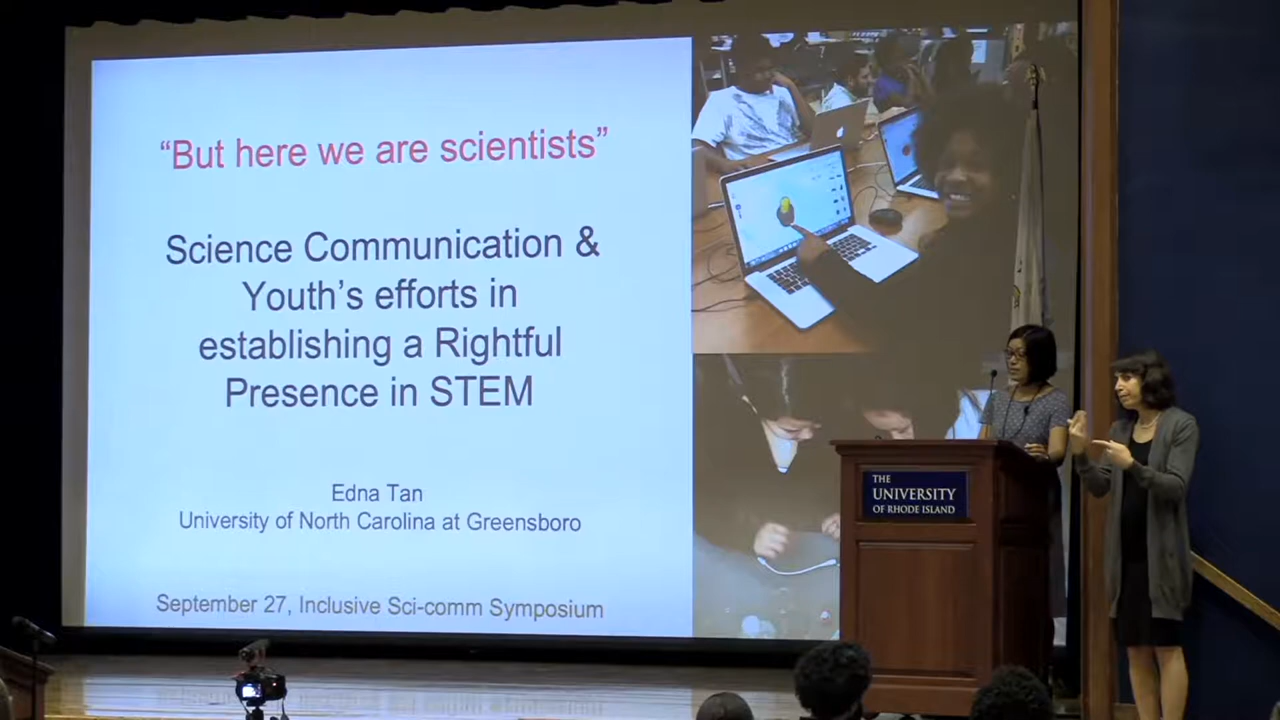 “But here we are scientists”
Science Communication &
Youth’s efforts in
establishing a Rightful
Presence in STEM
Edna Tan
University of North Carolina at Greensboro
September 27, Inclusive Sci-comm Symposium
THE
UNIVERSITY
OF RHODE ISLAND